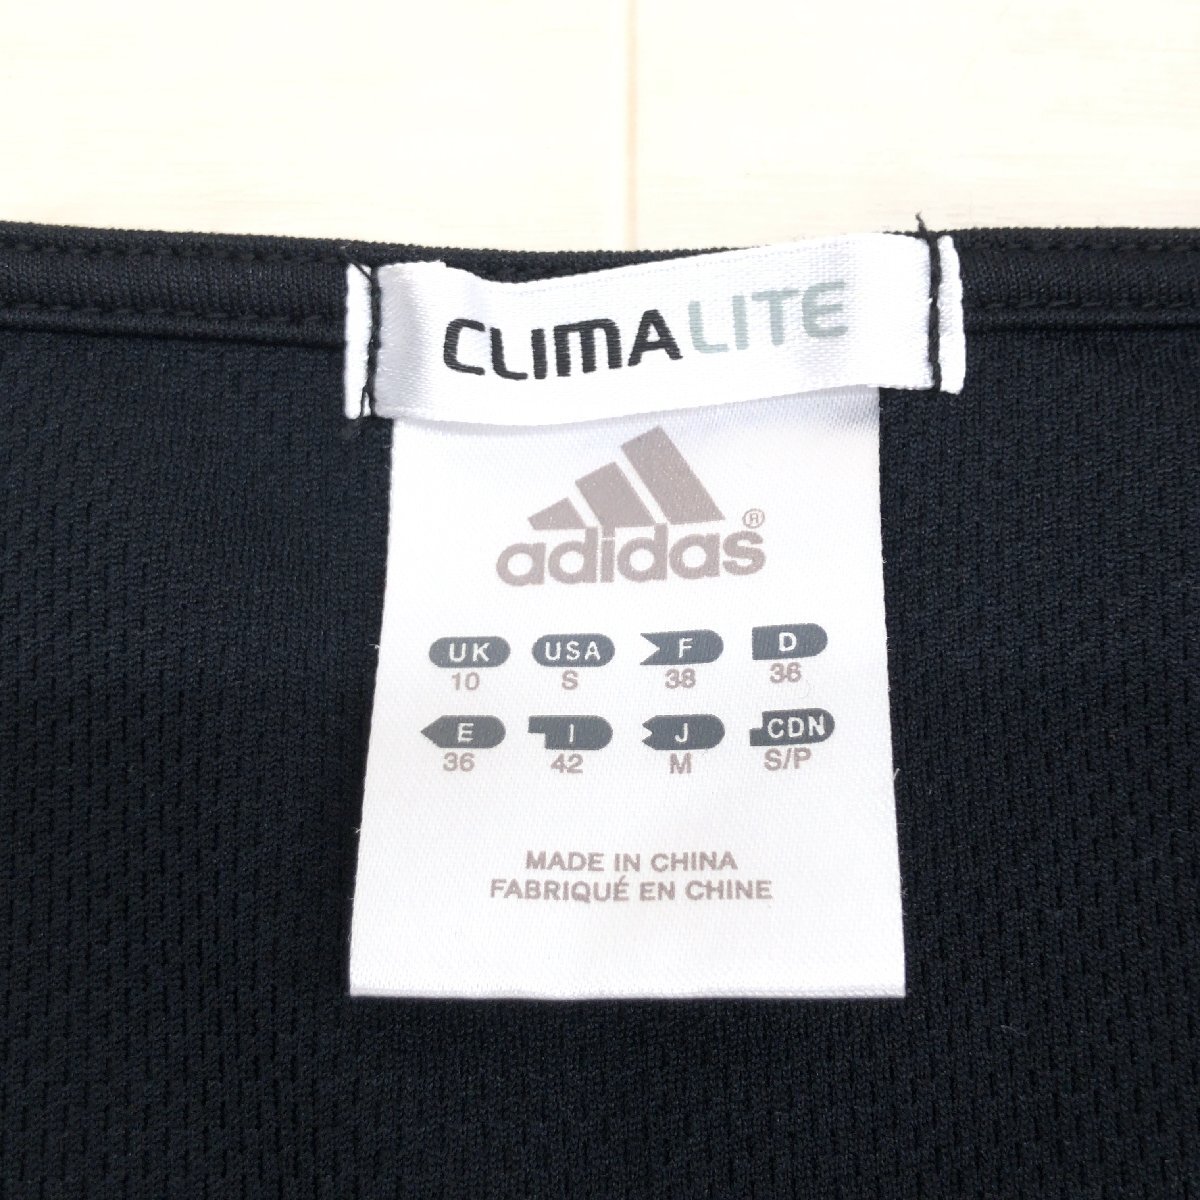 CLIMALITE
adidas®
UK USA F D
10 S 38 36
E I J CDN
36 42 M S/P
MADE IN CHINA
FABRIQUÉ EN CHINE